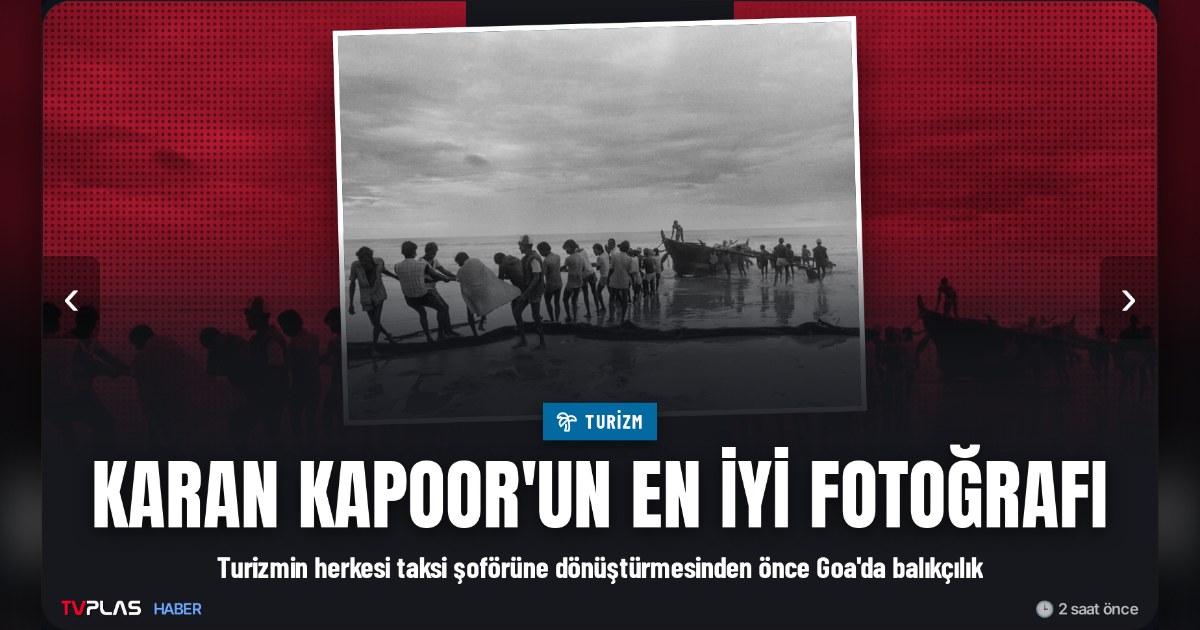 TURİZM
KARAN KAPOOR'UN EN İYİ FOTOĞRAFI
Turizmin herkesi taksi şoförüne dönüştürmesinden önce Goa'da balıkçılık
TVPLAS HABER
2 saat önce